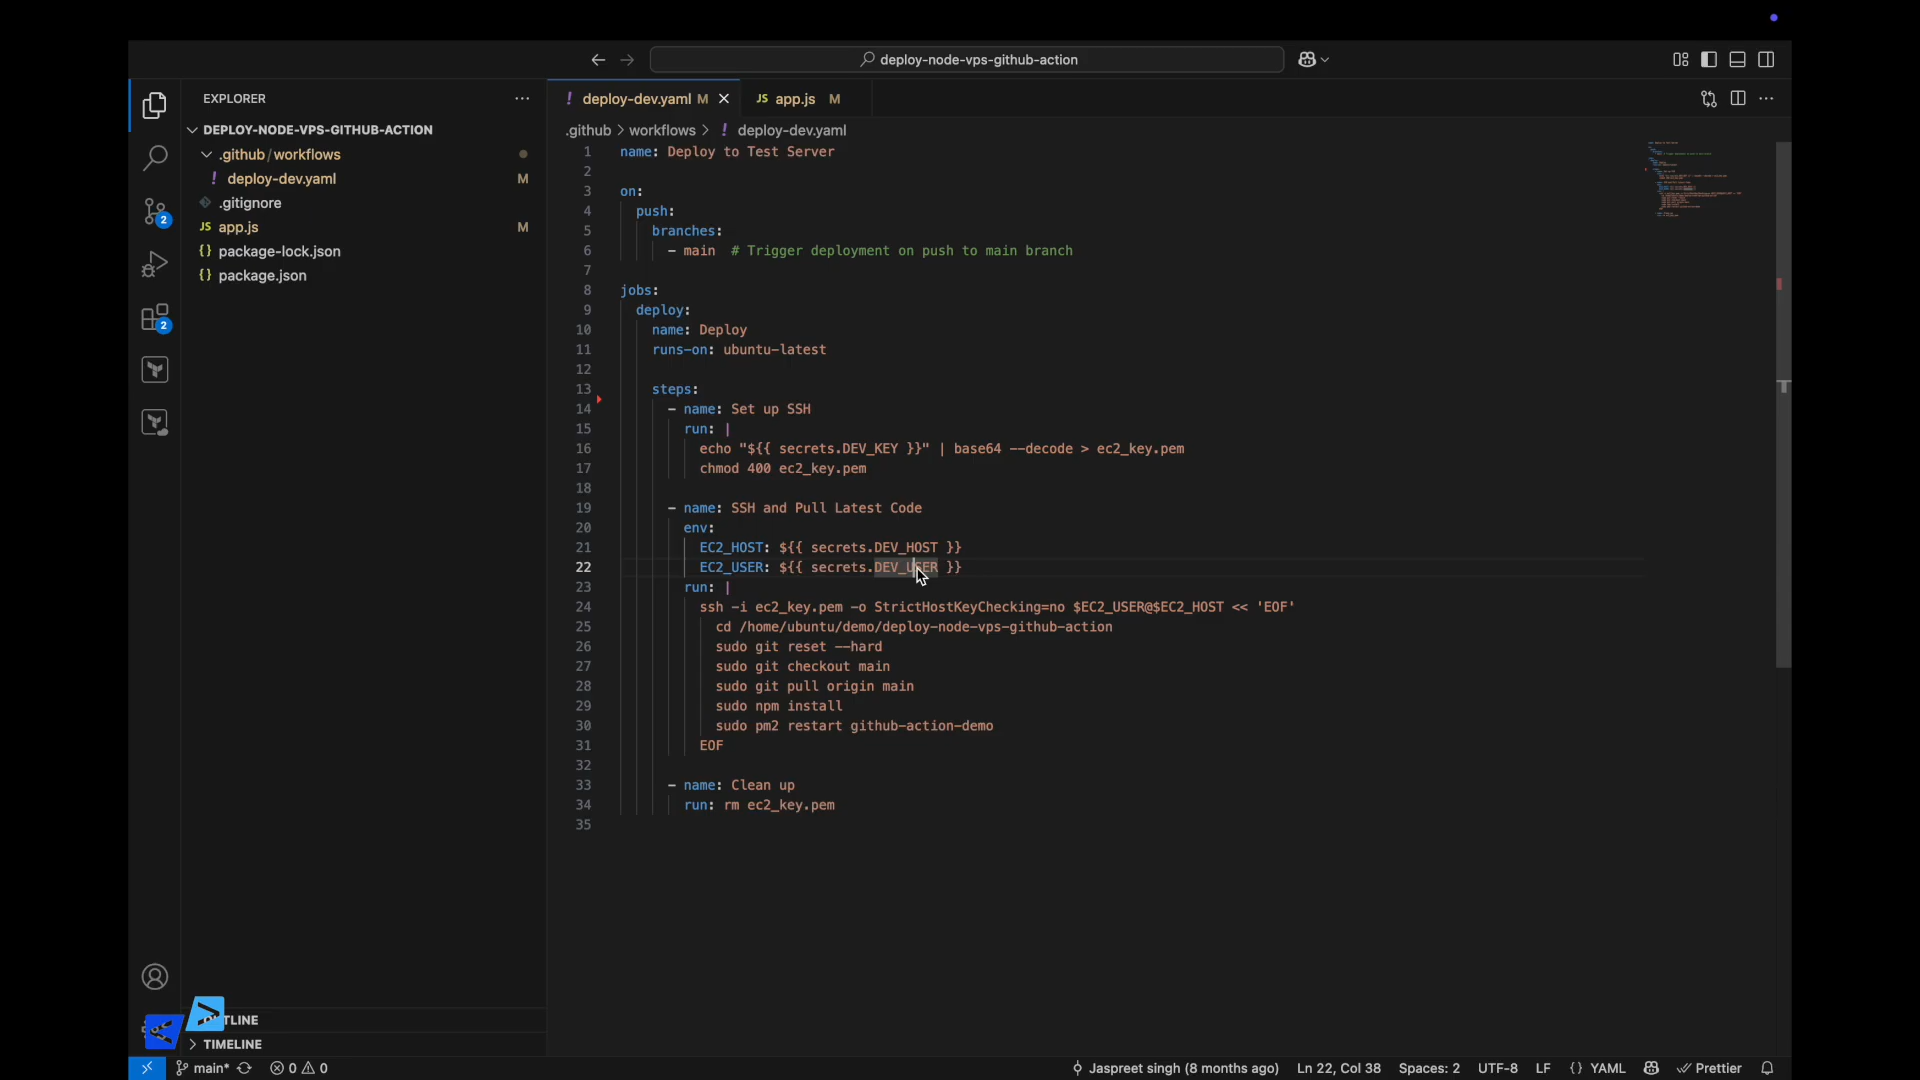 deploy-node-vps-github-action
EXPLORER
DEPLOY-NODE-VPS-GITHUB-ACTION
.github/workflows
! deploy-dev.yaml M
.gitignore
JS app.js M
{} package-lock.json
{} package.json
2
2
OUTLINE
TIMELINE
! deploy-dev.yaml M
JS app.js M
.github > workflows > ! deploy-dev.yaml
1 name: Deploy to Test Server
2
3 on:
4 push:
5 branches:
6 - main # Trigger deployment on push to main branch
7
8 jobs:
9 deploy:
10 name: Deploy
11 runs-on: ubuntu-latest
12
13 steps:
14 - name: Set up SSH
15 run: |
16 echo "${{ secrets.DEV_KEY }}" | base64 --decode > ec2_key.pem
17 chmod 400 ec2_key.pem
18
19 - name: SSH and Pull Latest Code
20 env:
21 EC2_HOST: ${{ secrets.DEV_HOST }}
22 EC2_USER: ${{ secrets.DEV_USER }}
23 run: |
24 ssh -i ec2_key.pem -o StrictHostKeyChecking=no $EC2_USER@$EC2_HOST << 'EOF'
25 cd /home/ubuntu/demo/deploy-node-vps-github-action
26 sudo git reset --hard
27 sudo git checkout main
28 sudo git pull origin main
29 sudo npm install
30 sudo pm2 restart github-action-demo
31 EOF
32
33 - name: Clean up
34 run: rm ec2_key.pem
35
main* 0 0 Jaspreet singh (8 months ago) Ln 22, Col 38 Spaces: 2 UTF-8 LF {} YAML Prettier